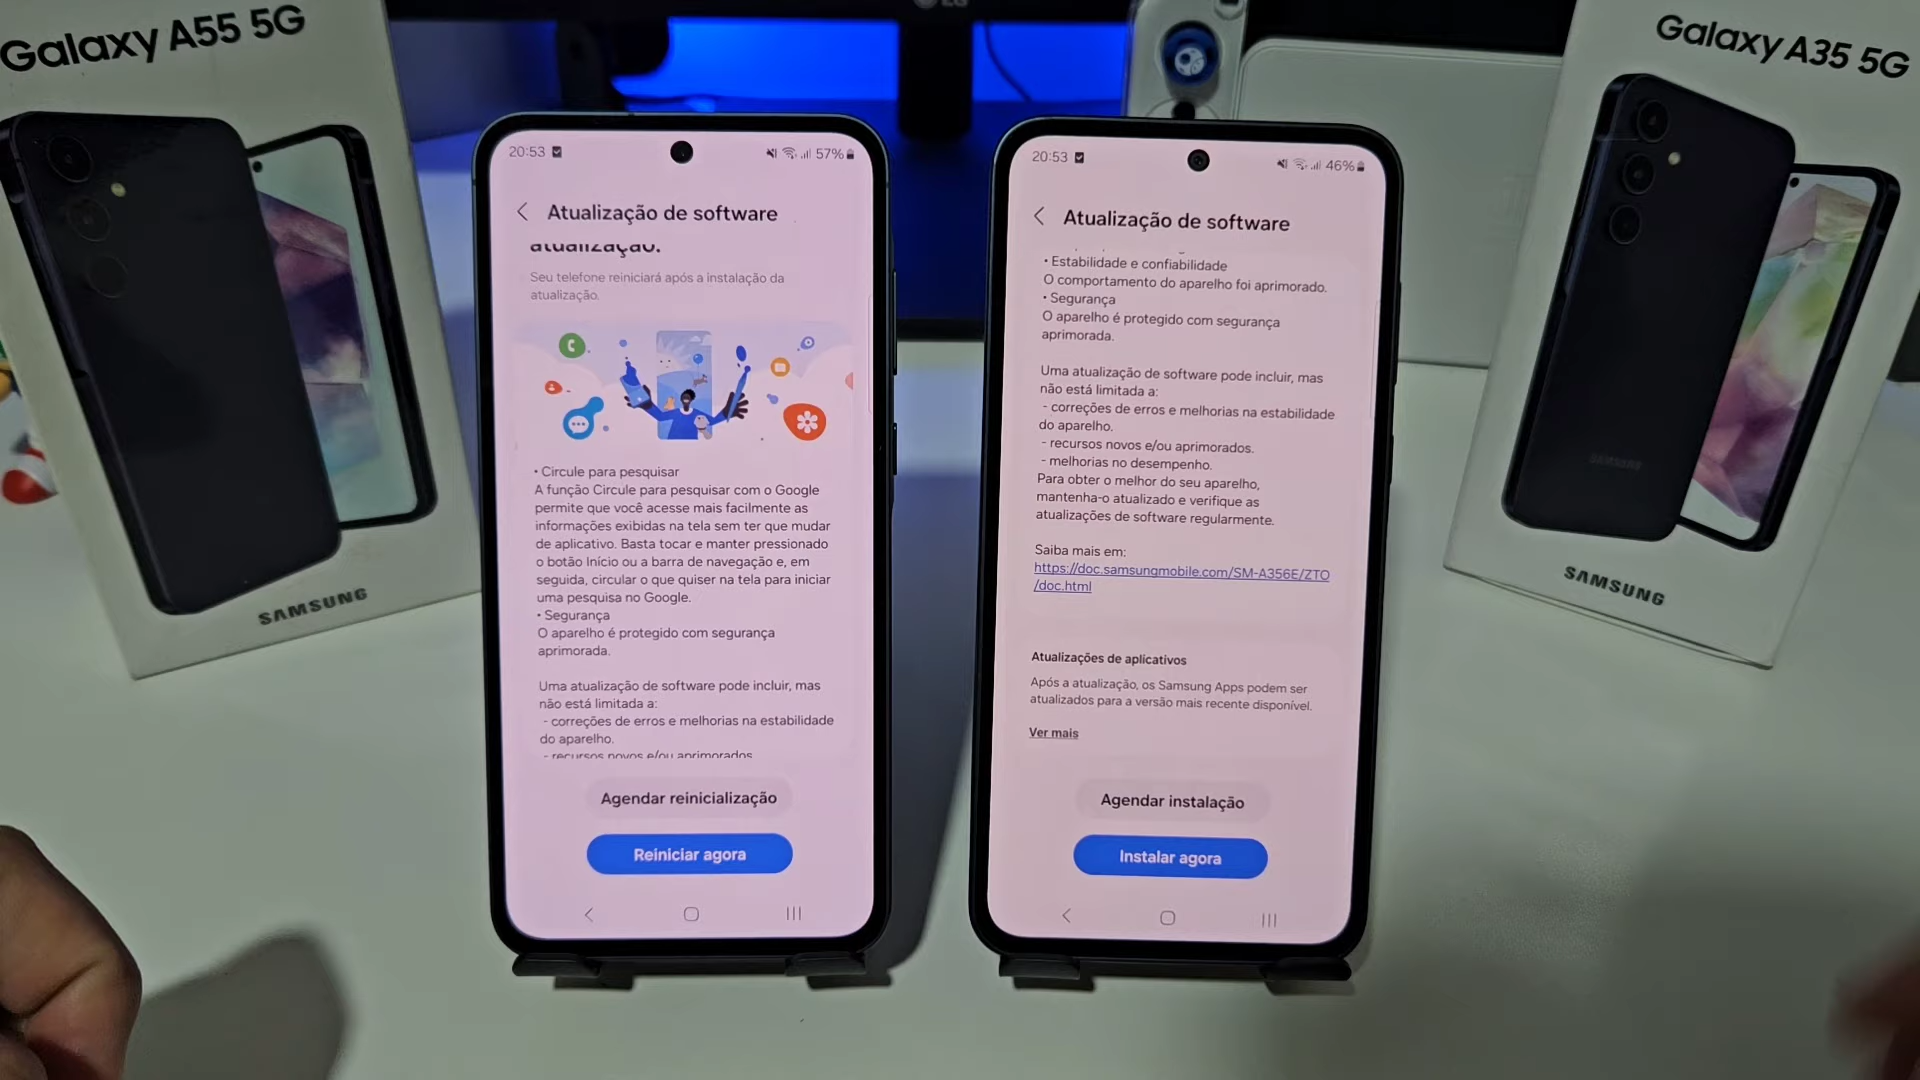 Galaxy A55 5G
SAMSUNG
20:53
57%
Atualização de software
atualização.
Seu telefone reiniciará após a instalação da
atualização.
• Circule para pesquisar
A função Circule para pesquisar com o Google
permite que você acesse mais facilmente as
informações exibidas na tela sem ter que mudar
de aplicativo. Basta tocar e manter pressionado
o botão Início ou a barra de navegação e, em
seguida, circular o que quiser na tela para iniciar
uma pesquisa no Google.
• Segurança
O aparelho é protegido com segurança
aprimorada.
Uma atualização de software pode incluir, mas
não está limitada a:
- correções de erros e melhorias na estabilidade
do aparelho.
- recursos novos e/ou aprimorados
Agendar reinicialização
Reiniciar agora
20:53
46%
Atualização de software
• Estabilidade e confiabilidade
O comportamento do aparelho foi aprimorado.
• Segurança
O aparelho é protegido com segurança
aprimorada.
Uma atualização de software pode incluir, mas
não está limitada a:
- correções de erros e melhorias na estabilidade
do aparelho.
- recursos novos e/ou aprimorados.
- melhorias no desempenho.
Para obter o melhor do seu aparelho,
mantenha-o atualizado e verifique as
atualizações de software regularmente.
Saiba mais em:
https://doc.samsungmobile.com/SM-A356E/ZTO
/doc.html
Atualizações de aplicativos
Após a atualização, os Samsung Apps podem ser
atualizados para a versão mais recente disponível.
Ver mais
Agendar instalação
Instalar agora
Galaxy A35 5G
SAMSUNG
SAMSUNG